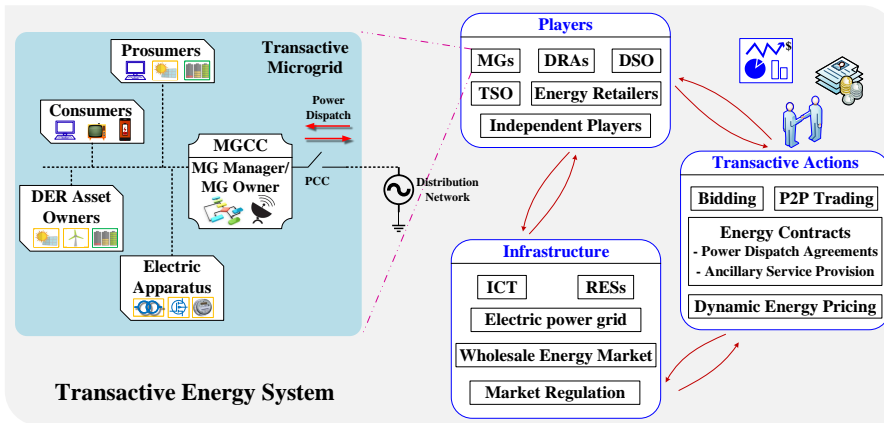 Transactive
Microgrid
Prosumers
Consumers
Power
Dispatch
MGCC
MG Manager/
MG Owner
PCC
Distribution
Network
DER Asset
Owners
Electric
Apparatus
Transactive Energy System
Players
MGs
DRAs
DSO
TSO
Energy Retailers
Independent Players
$
Transactive Actions
Bidding
P2P Trading
Energy Contracts
- Power Dispatch Agreements
- Ancillary Service Provision
Dynamic Energy Pricing
Infrastructure
ICT
RESs
Electric power grid
Wholesale Energy Market
Market Regulation